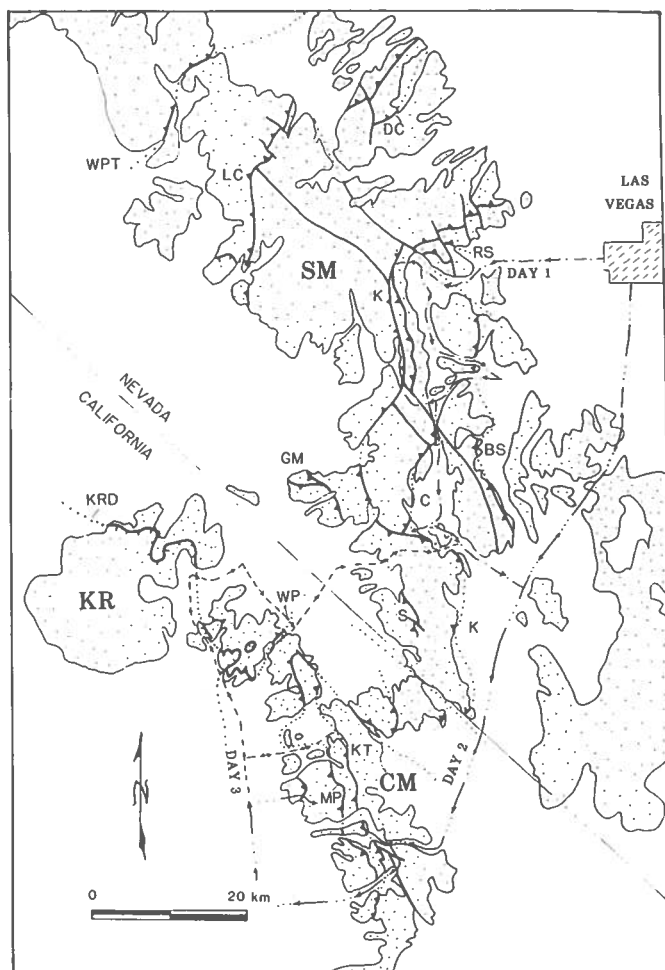 DC
WPT
LC
LAS
VEGAS
RS
DAY 1
SM
K
NEVADA
CALIFORNIA
BS
GM
KRD
C
KR
WP
S
K
DAY 3
KT
DAY 2
CM
MP
N
0
20 km